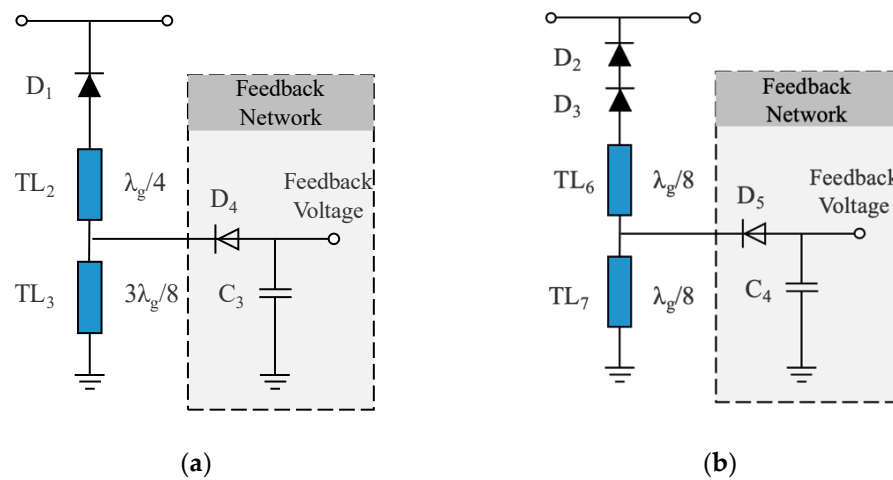 D1
TL2
λg/4
TL3
3λg/8
Feedback
Network
D4
Feedback
Voltage
C3
(a)
D2
D3
TL6
λg/8
TL7
λg/8
Feedback
Network
D5
Feedback
Voltage
C4
(b)